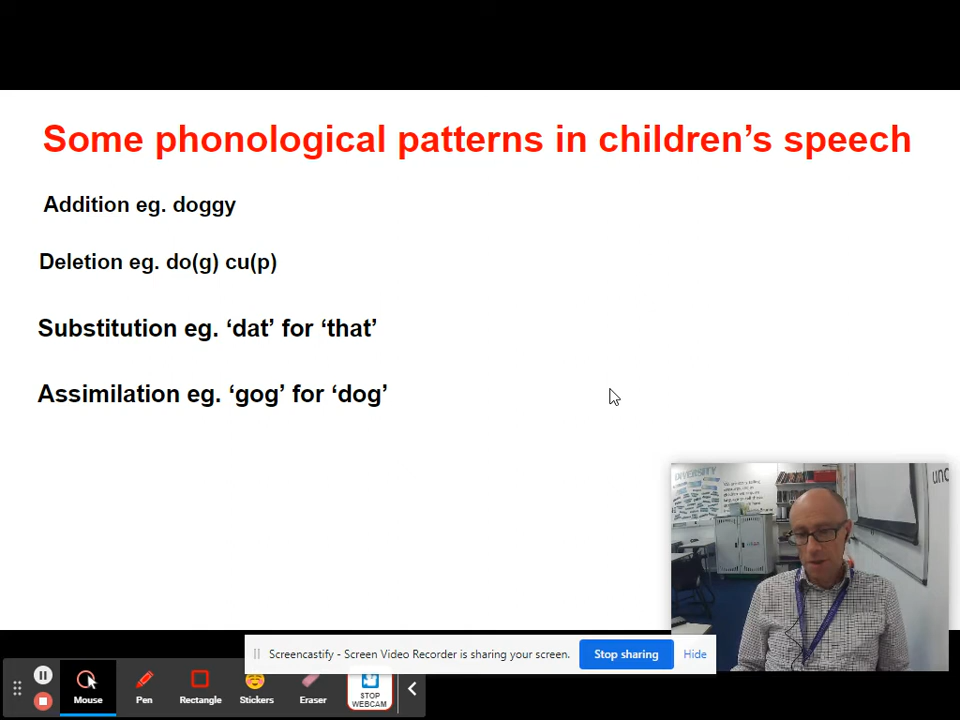 Some phonological patterns in children’s speech
Addition eg. doggy
Deletion eg. do(g) cu(p)
Substitution eg. ‘dat’ for ‘that’
Assimilation eg. ‘gog’ for ‘dog’
DIVERSITY
und
Screencastify - Screen Video Recorder is sharing your screen.
Stop sharing
Hide
Mouse
Pen
Rectangle
Stickers
Eraser
STOP
WEBCAM